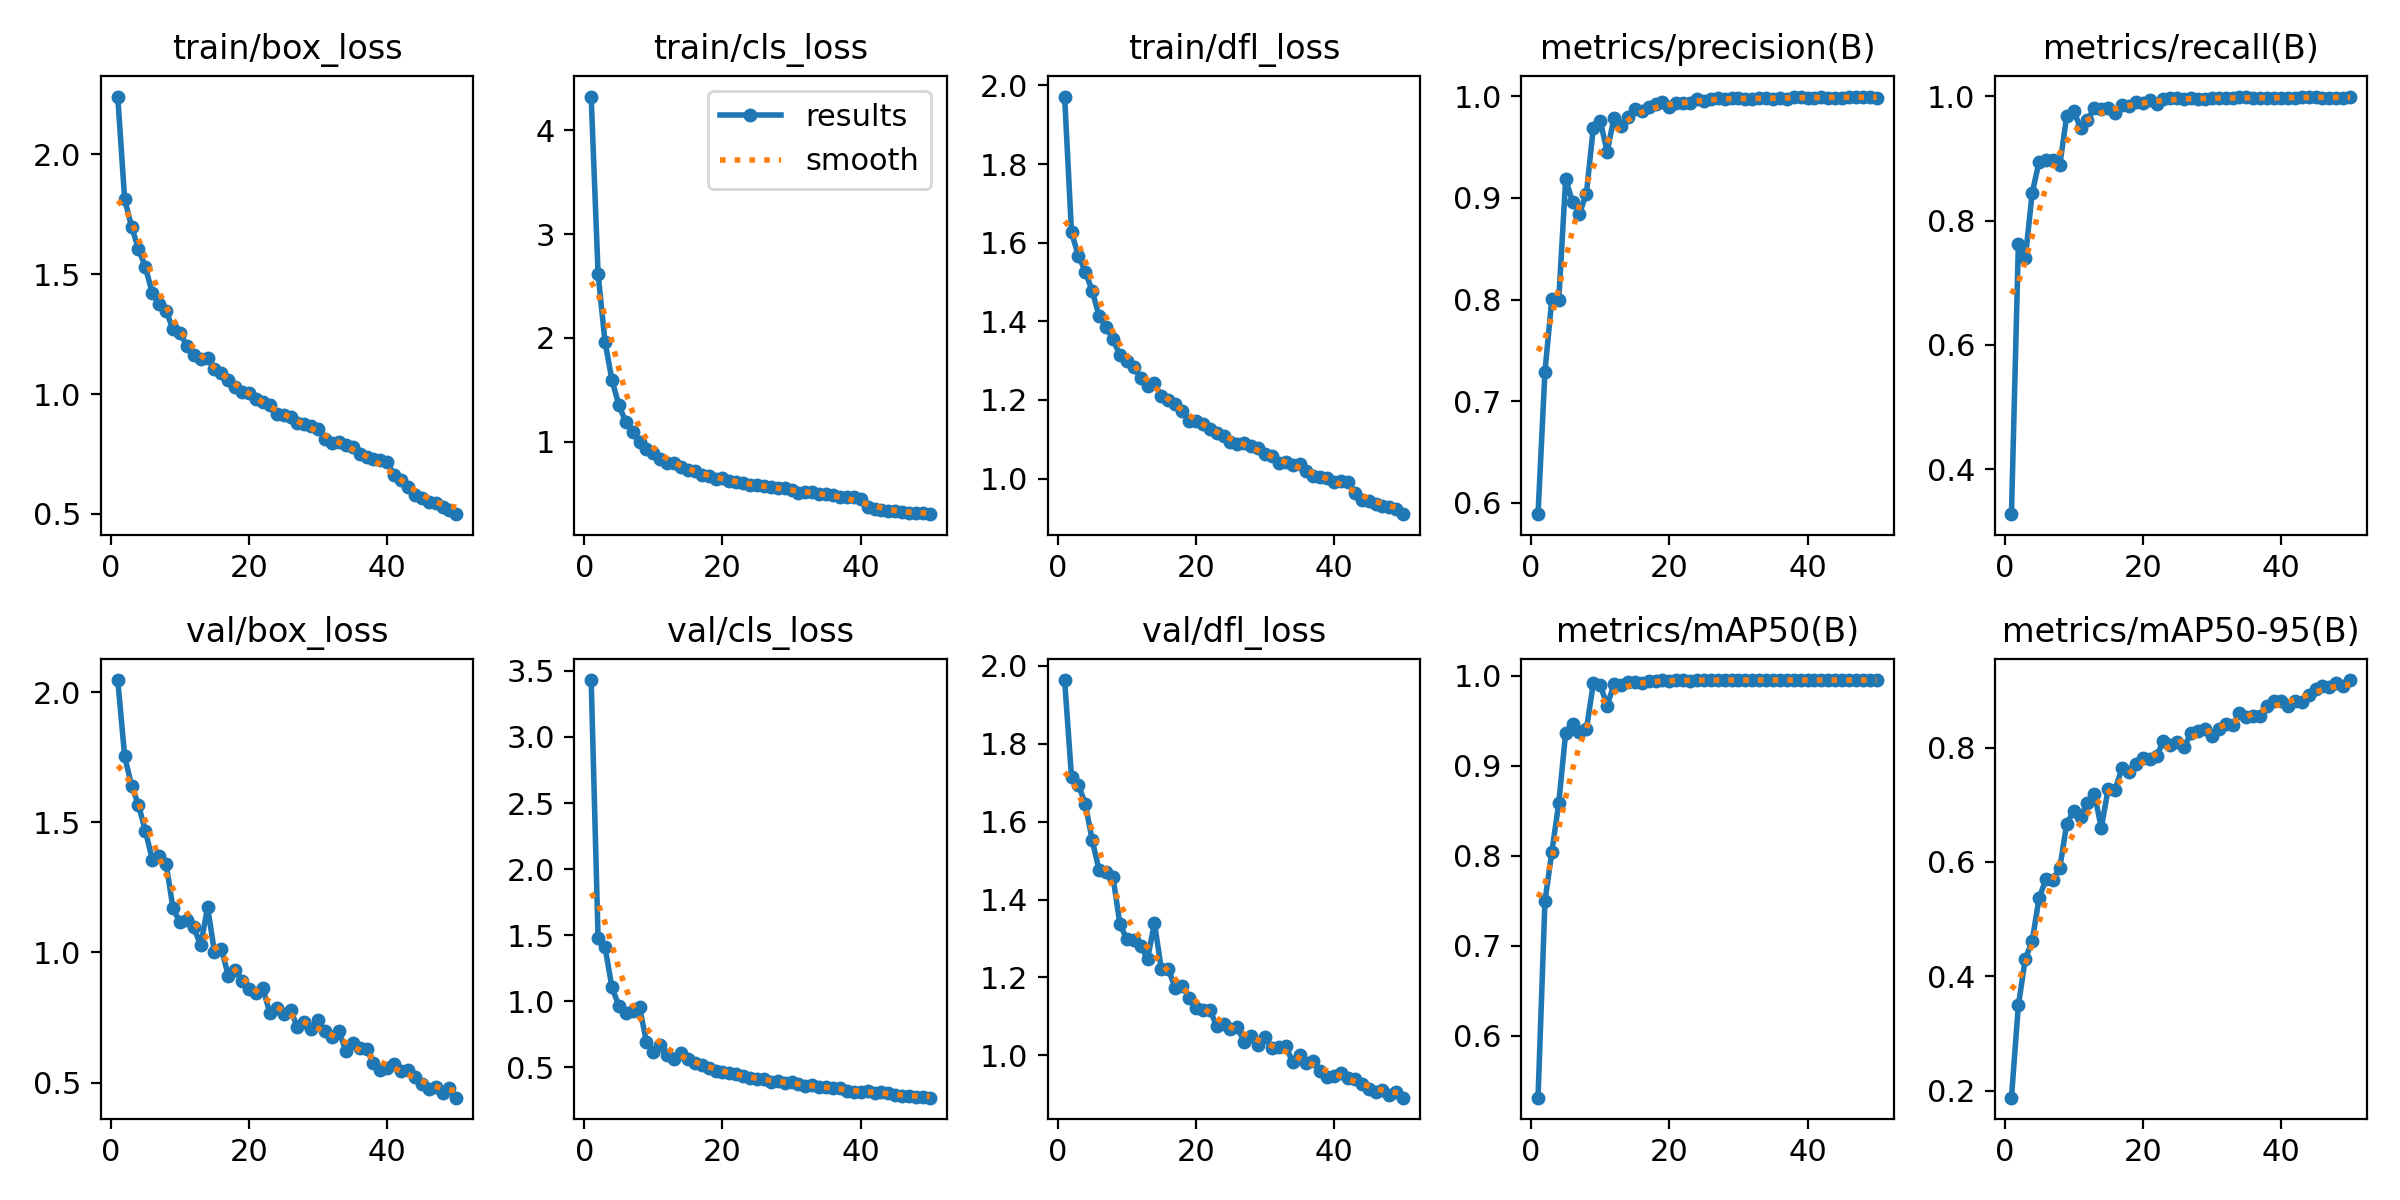 train/box_loss
2.0
1.5
1.0
0.5
0 20 40
train/cls_loss
results
smooth
4
3
2
1
0 20 40
train/dfl_loss
2.0
1.8
1.6
1.4
1.2
1.0
0 20 40
metrics/precision(B)
1.0
0.9
0.8
0.7
0.6
0 20 40
metrics/recall(B)
1.0
0.8
0.6
0.4
0 20 40
val/box_loss
2.0
1.5
1.0
0.5
0 20 40
val/cls_loss
3.5
3.0
2.5
2.0
1.5
1.0
0.5
0 20 40
val/dfl_loss
2.0
1.8
1.6
1.4
1.2
1.0
0 20 40
metrics/mAP50(B)
1.0
0.9
0.8
0.7
0.6
0 20 40
metrics/mAP50-95(B)
0.8
0.6
0.4
0.2
0 20 40